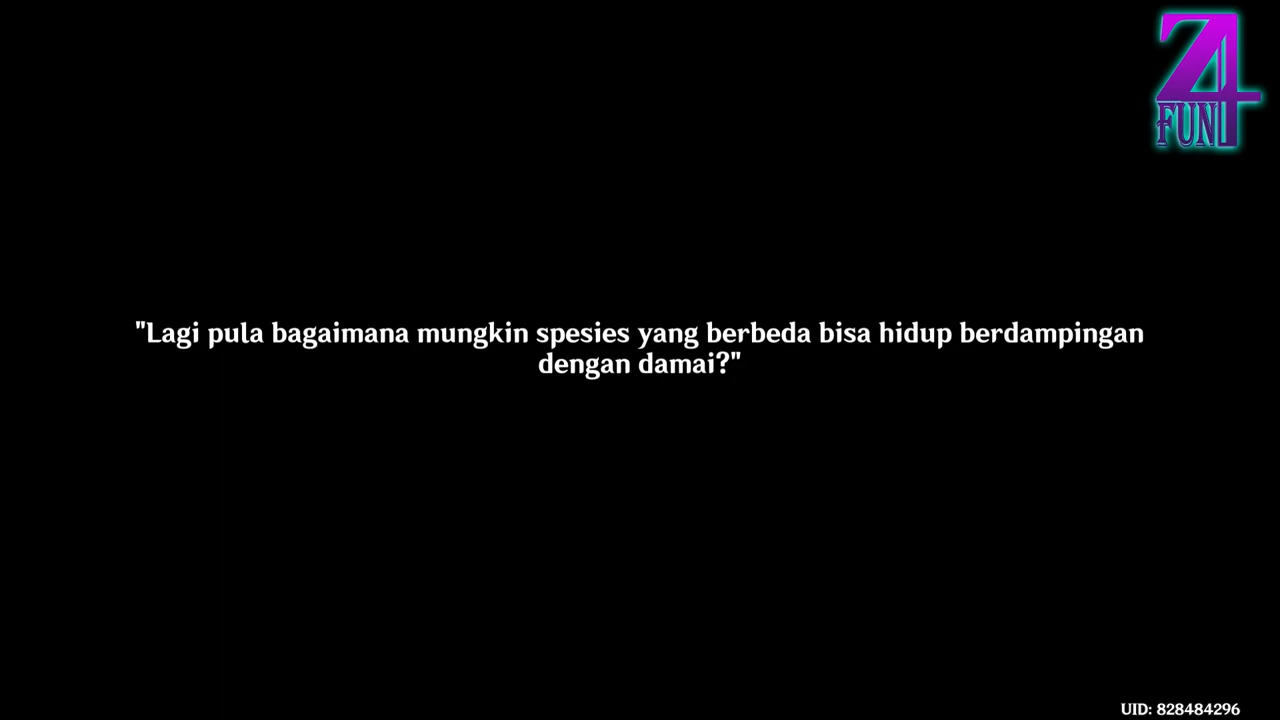 Z4
FUN
"Lagi pula bagaimana mungkin spesies yang berbeda bisa hidup berdampingan
dengan damai?"
UID: 828484296